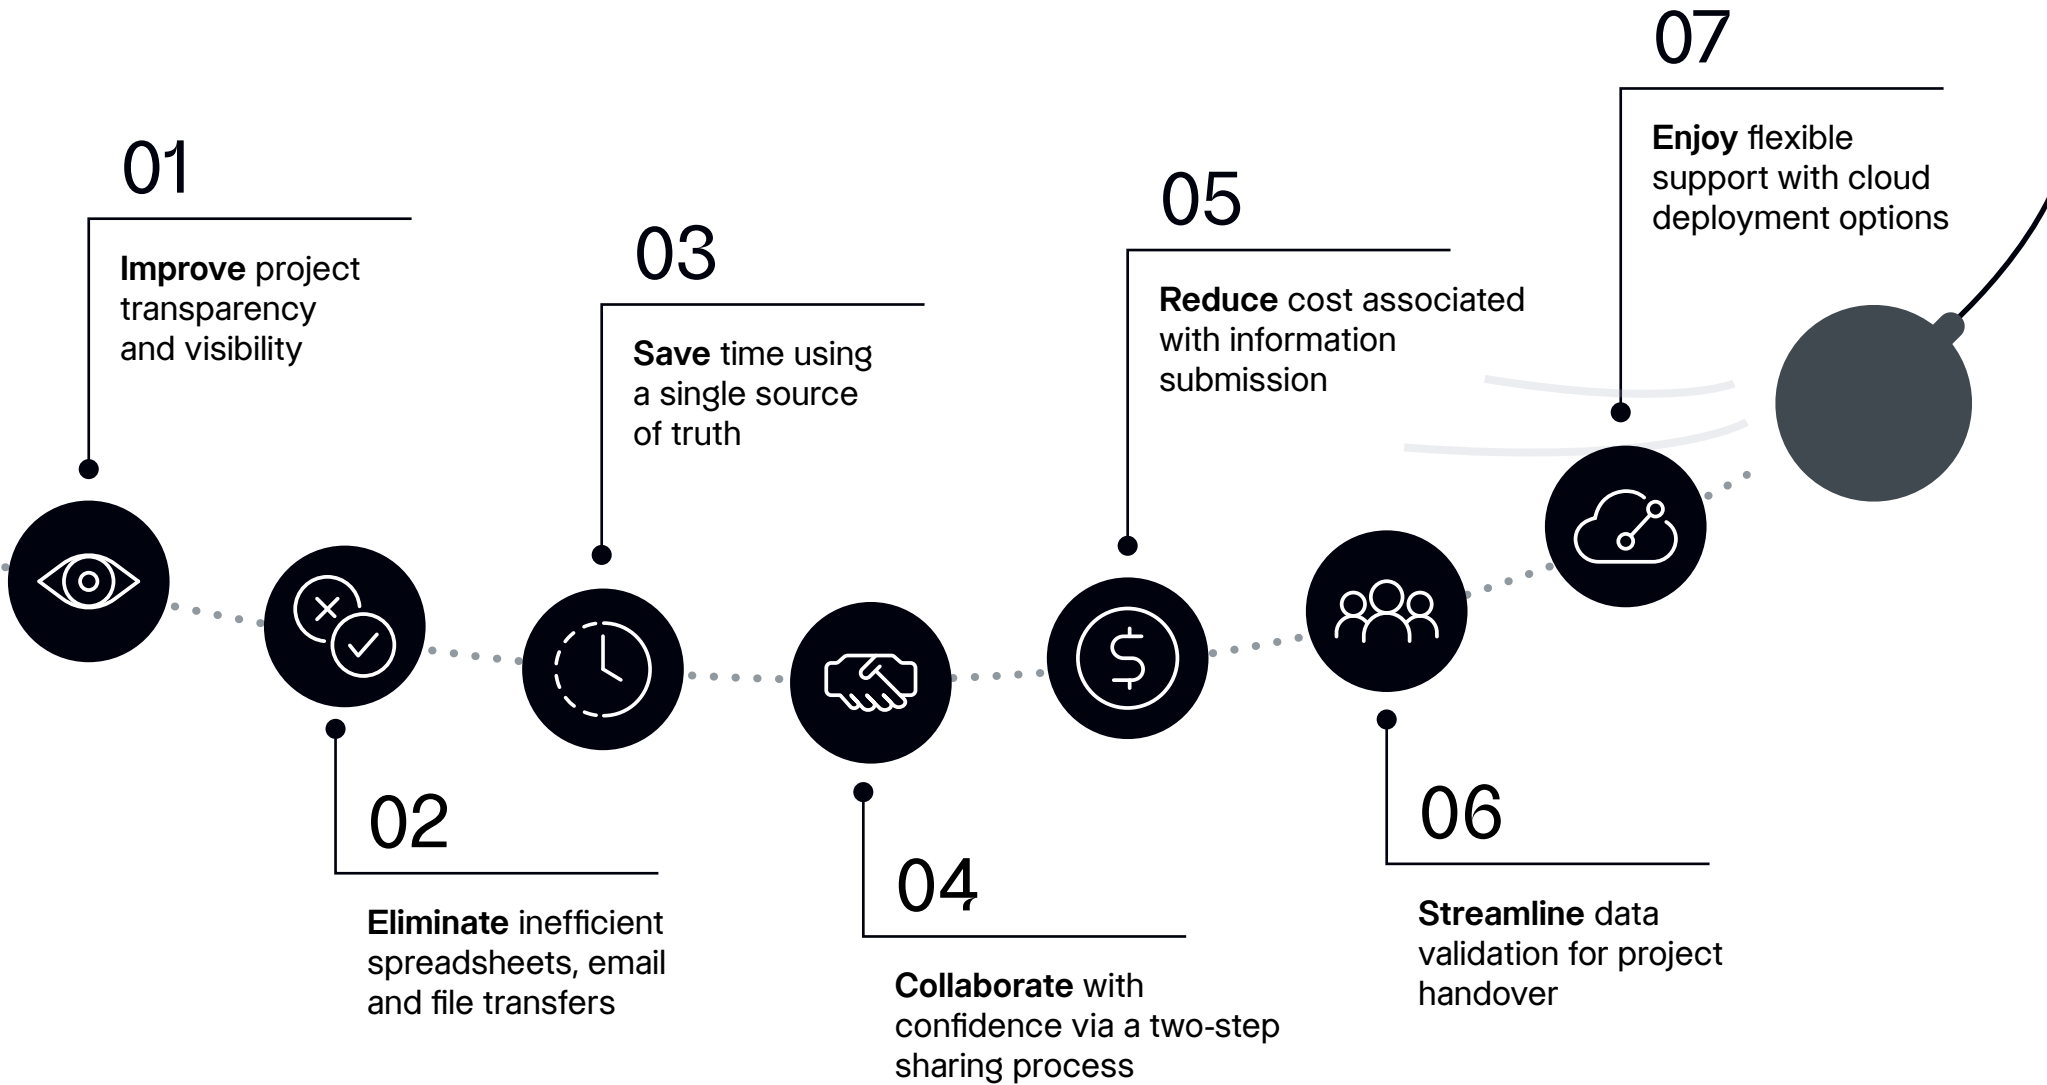 01
Improve project
transparency
and visibility
02
Eliminate inefficient
spreadsheets, email
and file transfers
03
Save time using
a single source
of truth
04
Collaborate with
confidence via a two-step
sharing process
05
Reduce cost associated
with information
submission
06
Streamline data
validation for project
handover
07
Enjoy flexible
support with cloud
deployment options